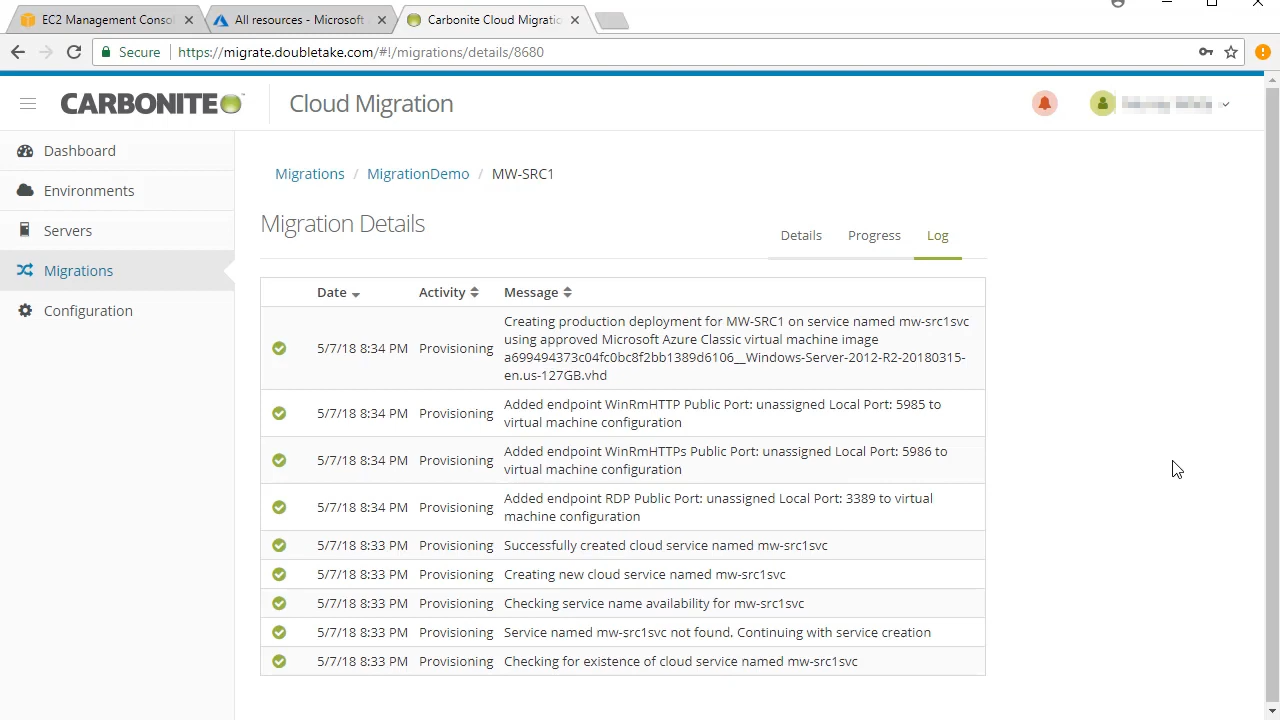 EC2 Management Consol
All resources - Microsoft
Carbonite Cloud Migratio
Secure
https://migrate.doubletake.com/#!/migrations/details/8680
CARBONITE
Cloud Migration
Dashboard
Environments
Servers
Migrations
Configuration
Migrations / MigrationDemo / MW-SRC1
Migration Details
Details Progress Log
Date Activity Message
5/7/18 8:34 PM Provisioning Creating production deployment for MW-SRC1 on service named mw-src1svc
using approved Microsoft Azure Classic virtual machine image
a699494373c04fc0bc8f2bb1389d6106__Windows-Server-2012-R2-20180315-
en.us-127GB.vhd
5/7/18 8:34 PM Provisioning Added endpoint WinRmHTTP Public Port: unassigned Local Port: 5985 to
virtual machine configuration
5/7/18 8:34 PM Provisioning Added endpoint WinRmHTTPs Public Port: unassigned Local Port: 5986 to
virtual machine configuration
5/7/18 8:34 PM Provisioning Added endpoint RDP Public Port: unassigned Local Port: 3389 to virtual
machine configuration
5/7/18 8:33 PM Provisioning Successfully created cloud service named mw-src1svc
5/7/18 8:33 PM Provisioning Creating new cloud service named mw-src1svc
5/7/18 8:33 PM Provisioning Checking service name availability for mw-src1svc
5/7/18 8:33 PM Provisioning Service named mw-src1svc not found. Continuing with service creation
5/7/18 8:33 PM Provisioning Checking for existence of cloud service named mw-src1svc